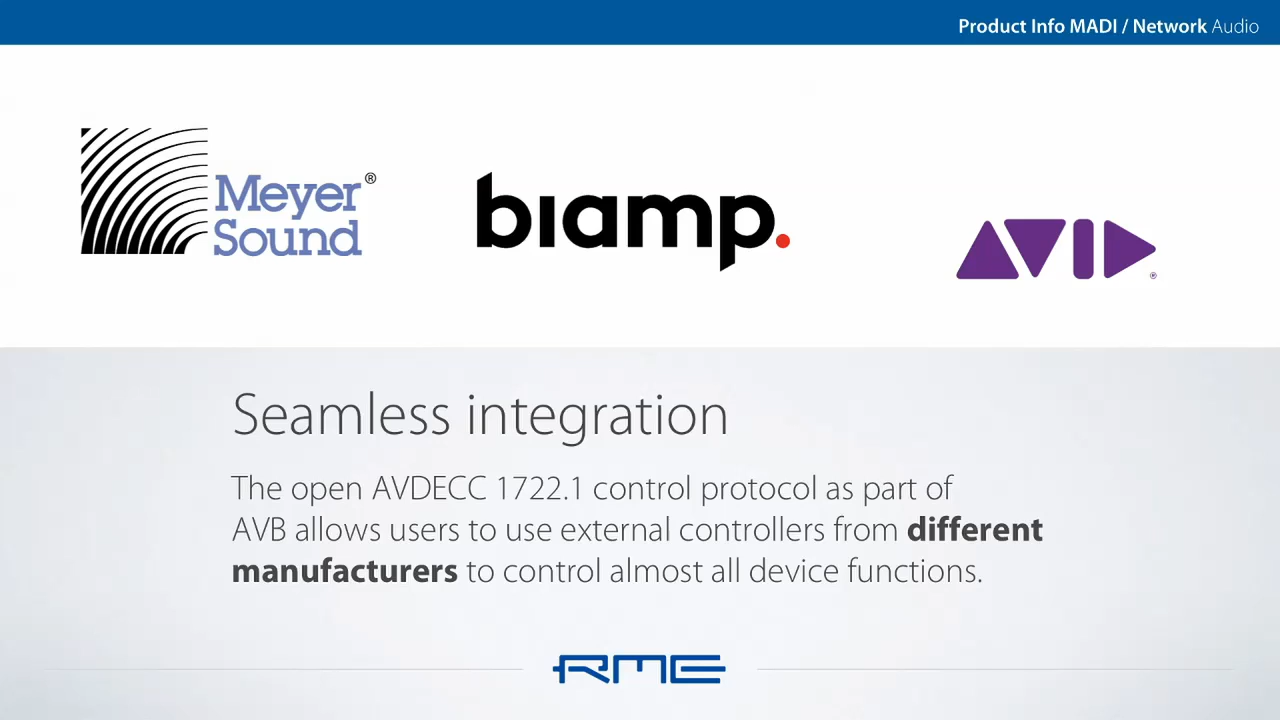 Product Info MADI / Network Audio
Meyer®
Sound
biamp.
AVID®
Seamless integration
The open AVDECC 1722.1 control protocol as part of
AVB allows users to use external controllers from different
manufacturers to control almost all device functions.
RME